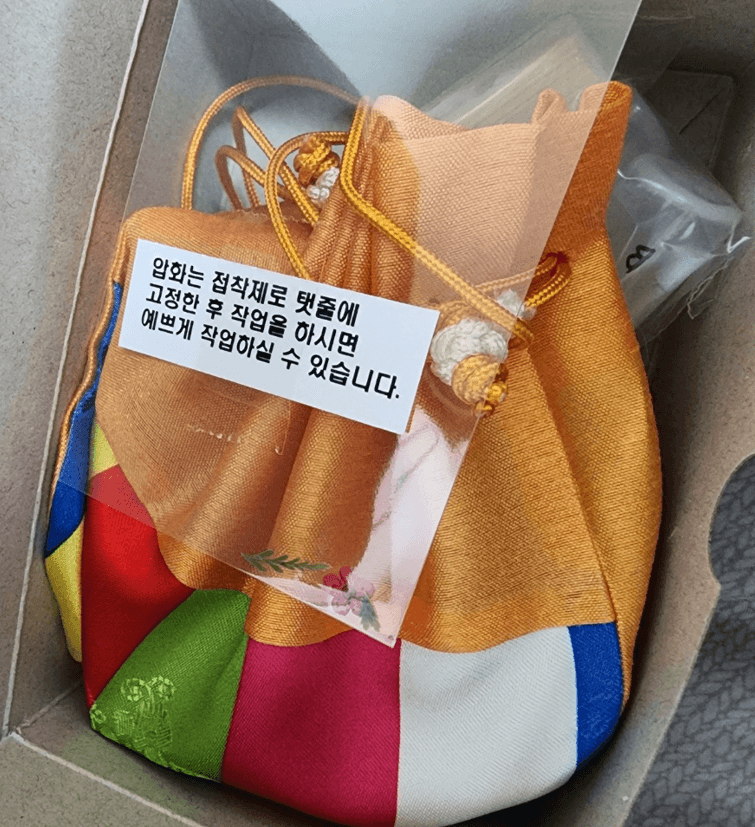 압화는 접착제로 탯줄에
고정한 후 작업을 하시면
예쁘게 작업하실 수 있습니다.